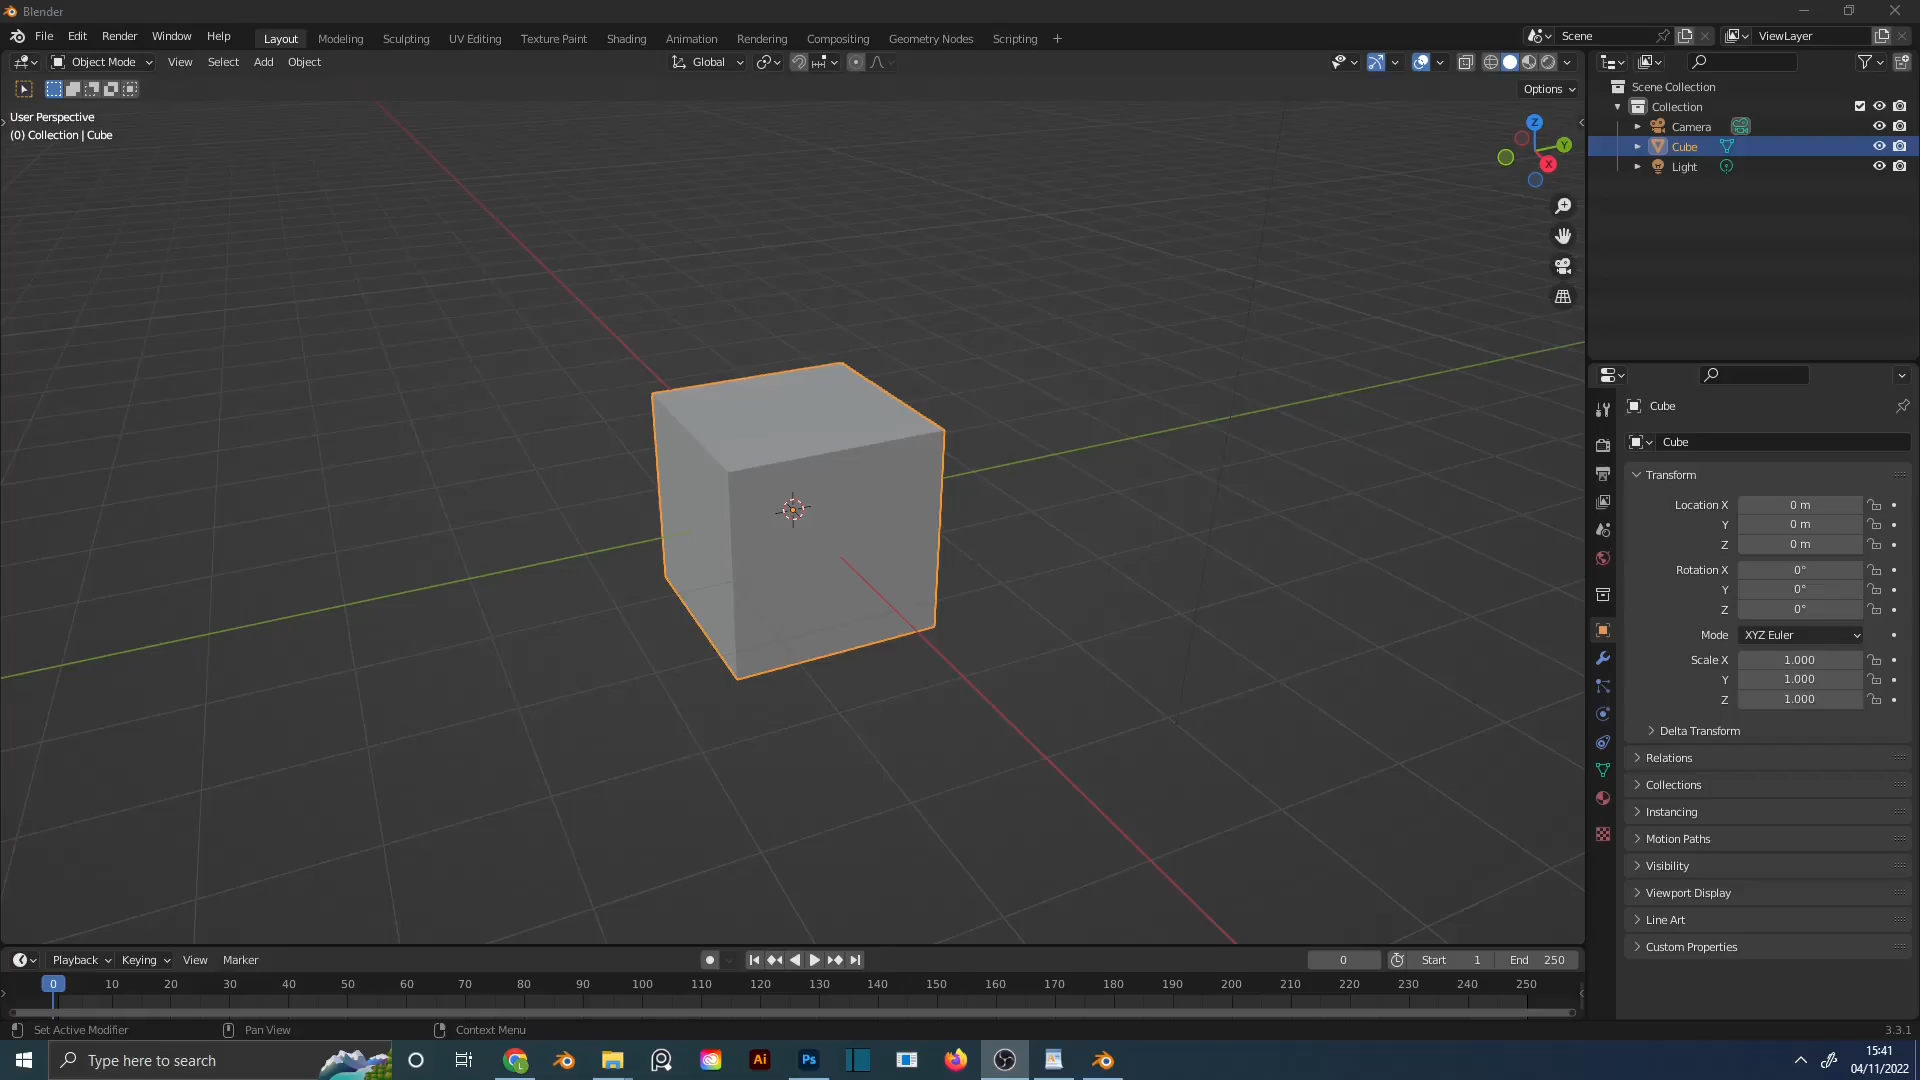 Blender
File Edit Render Window Help Layout Modeling Sculpting UV Editing Texture Paint Shading Animation Rendering Compositing Geometry Nodes Scripting + Scene ViewLayer
Object Mode View Select Add Object Global
Options
User Perspective
(0) Collection | Cube
Z
Y
X
Scene Collection
Collection
Camera
Cube
Light
Cube
Cube
Transform
Location X 0 m
Y 0 m
Z 0 m
Rotation X 0°
Y 0°
Z 0°
Mode XYZ Euler
Scale X 1.000
Y 1.000
Z 1.000
Delta Transform
Relations
Collections
Instancing
Motion Paths
Visibility
Viewport Display
Line Art
Custom Properties
Playback Keying View Marker 0 Start 1 End 250
0 10 20 30 40 50 60 70 80 90 100 110 120 130 140 150 160 170 180 190 200 210 220 230 240 250
Set Active Modifier Pan View Context Menu 3.3.1
Type here to search L Ai Ps
15:41
04/11/2022